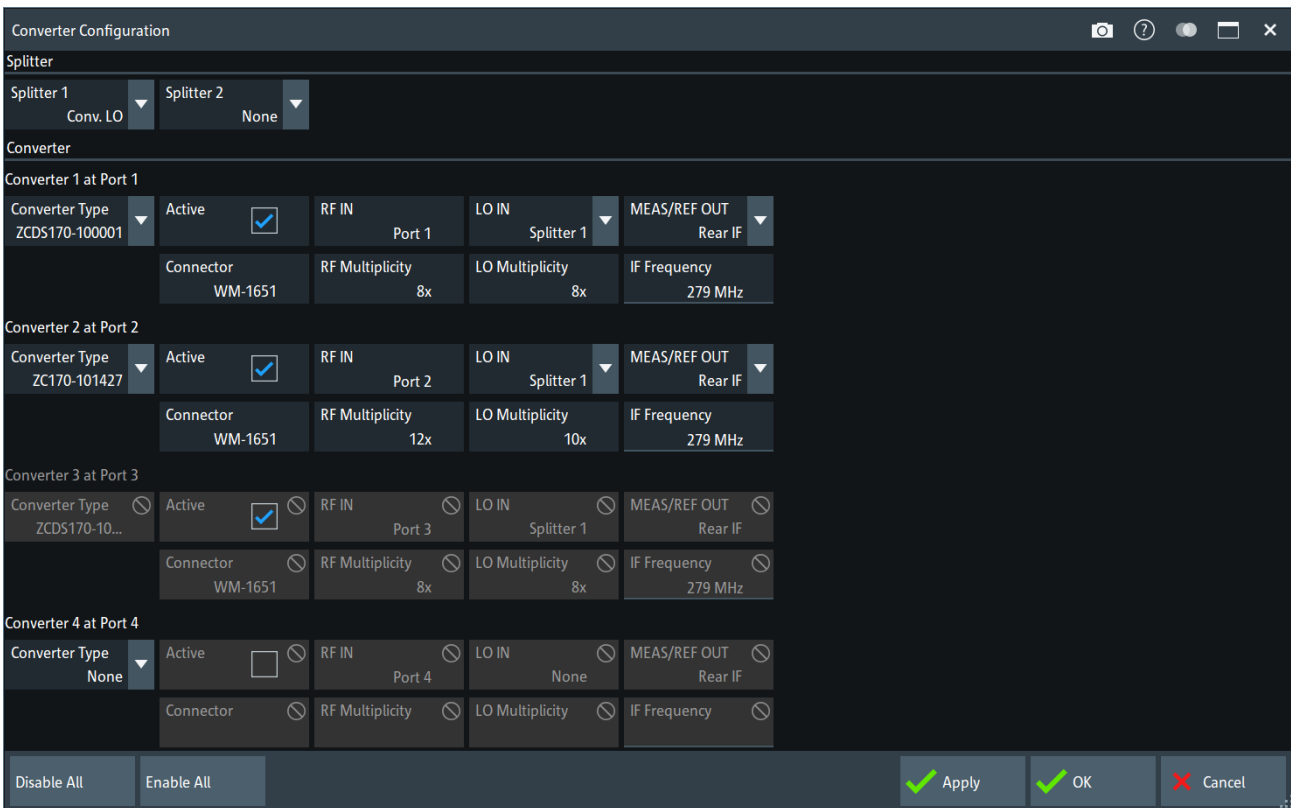 Converter Configuration
Splitter
Splitter 1 Splitter 2
Conv. LO None
Converter
Converter 1 at Port 1
Converter Type Active RF IN LO IN MEAS/REF OUT
ZCDS170-100001 Port 1 Splitter 1 Rear IF
Connector RF Multiplicity LO Multiplicity IF Frequency
WM-1651 8x 8x 279 MHz
Converter 2 at Port 2
Converter Type Active RF IN LO IN MEAS/REF OUT
ZC170-101427 Port 2 Splitter 1 Rear IF
Connector RF Multiplicity LO Multiplicity IF Frequency
WM-1651 12x 10x 279 MHz
Converter 3 at Port 3
Converter Type Active RF IN LO IN MEAS/REF OUT
ZCDS170-10... Port 3 Splitter 1 Rear IF
Connector RF Multiplicity LO Multiplicity IF Frequency
WM-1651 8x 8x 279 MHz
Converter 4 at Port 4
Converter Type Active RF IN LO IN MEAS/REF OUT
None Port 4 None Rear IF
Connector RF Multiplicity LO Multiplicity IF Frequency
Disable All Enable All Apply OK Cancel